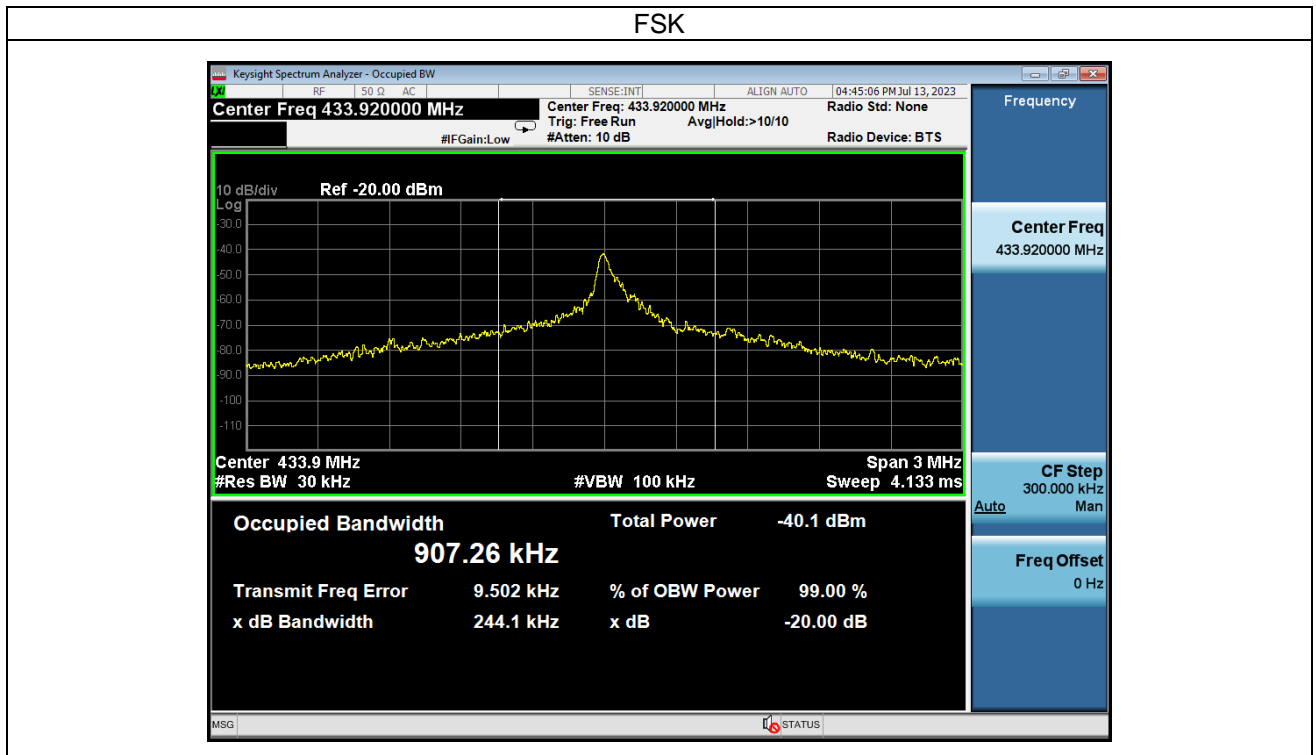 FSK
Keysight Spectrum Analyzer - Occupied BW
LXI RF 50 Ω AC SENSE:INT ALIGN AUTO 04:45:06 PM Jul 13, 2023
Center Freq 433.920000 MHz
Center Freq: 433.920000 MHz
Radio Std: None
Trig: Free Run Avg|Hold:>10/10
#IFGain:Low
#Atten: 10 dB
Radio Device: BTS
10 dB/div Ref -20.00 dBm
Log
-30.0
-40.0
-50.0
-60.0
-70.0
-80.0
-90.0
-100
-110
Center 433.9 MHz Span 3 MHz
#Res BW 30 kHz #VBW 100 kHz Sweep 4.133 ms
Occupied Bandwidth Total Power -40.1 dBm
907.26 kHz
Transmit Freq Error 9.502 kHz % of OBW Power 99.00 %
x dB Bandwidth 244.1 kHz x dB -20.00 dB
Frequency
Center Freq
433.920000 MHz
CF Step
300.000 kHz
Auto Man
Freq Offset
0 Hz
MSG STATUS